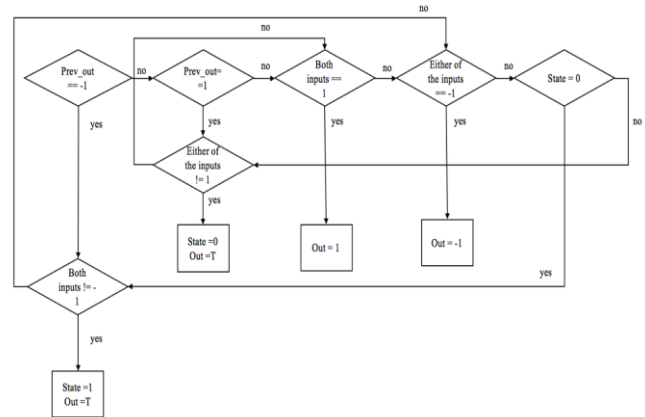 no
no
Prev_out
== -1
no
Prev_out=
=1
no
Both
inputs ==
1
no
Either of
the inputs
== -1
no
State = 0
no
yes
yes
yes
yes
Either of
the inputs
!= 1
yes
State =0
Out =T
Out = 1
Out = -1
yes
Both
inputs != -
1
yes
State =1
Out =T